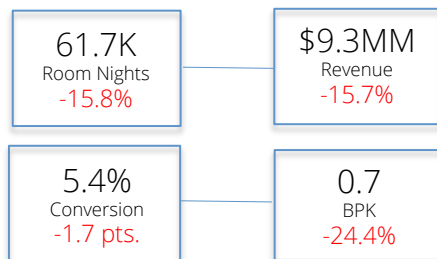 61.7K
Room Nights
-15.8%
$9.3MM
Revenue
-15.7%
5.4%
Conversion
-1.7 pts.
0.7
BPK
-24.4%